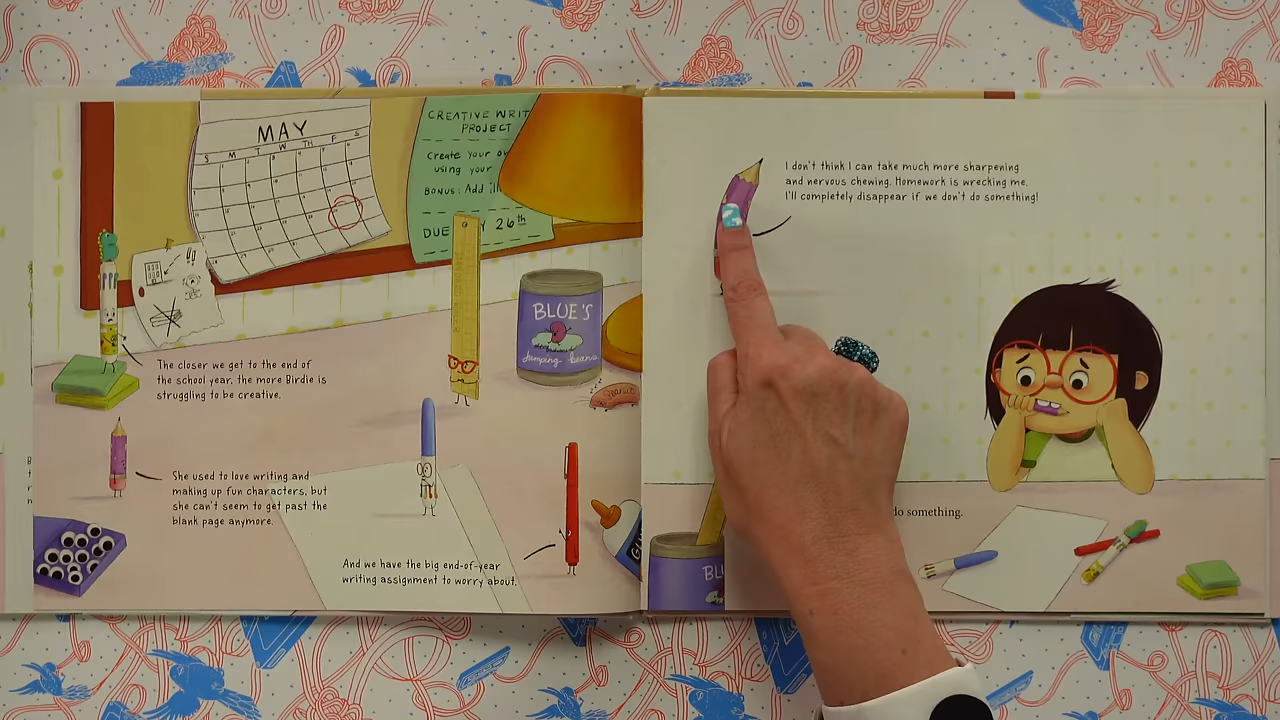 MAY
S M T W TH F S
CREATIVE WRIT
PROJECT
Create your
using your
BONUS: Add
DUE 26th
BLUE'S
Jumping beans
The closer we get to the end of
the school year, the more Birdie is
struggling to be creative.
She used to love writing and
making up fun characters, but
she can't seem to get past the
blank page anymore.
And we have the big end-of-year
writing assignment to worry about.
I don't think I can take much more sharpening
and nervous chewing. Homework is wrecking me.
I'll completely disappear if we don't do something!
do something.
BL